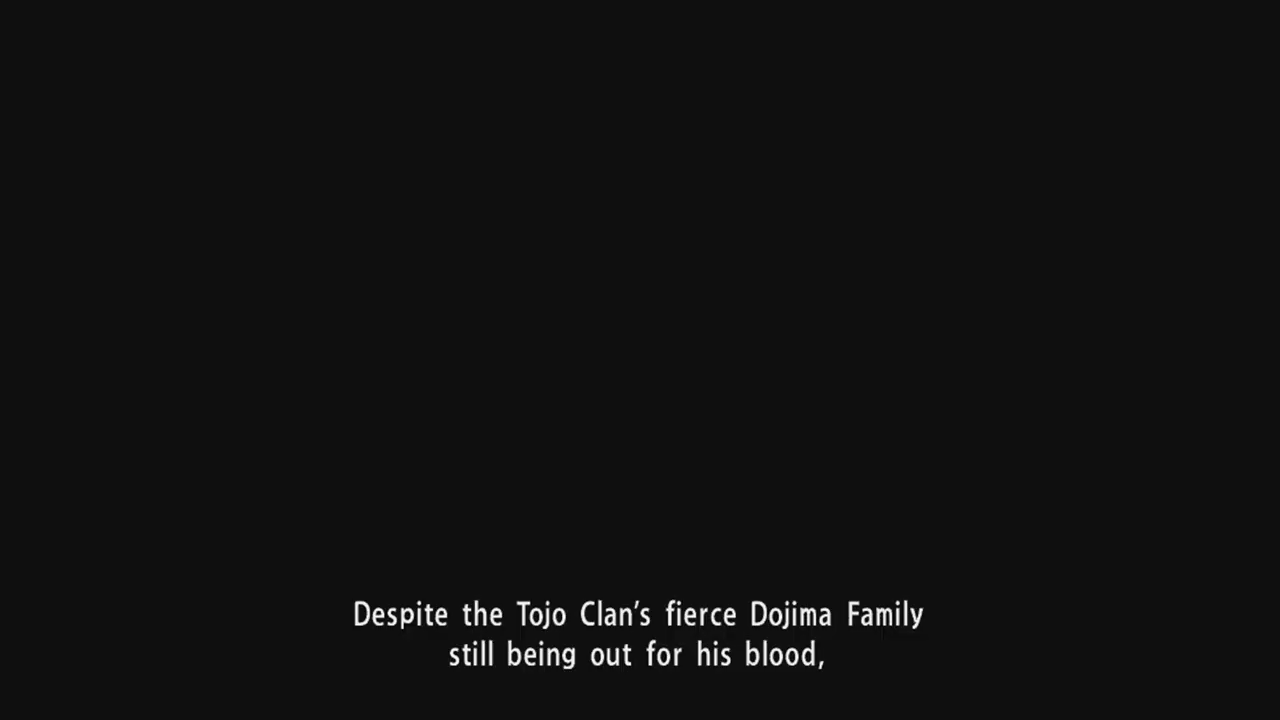 Despite the Tojo Clan's fierce Dojima Family
still being out for his blood,